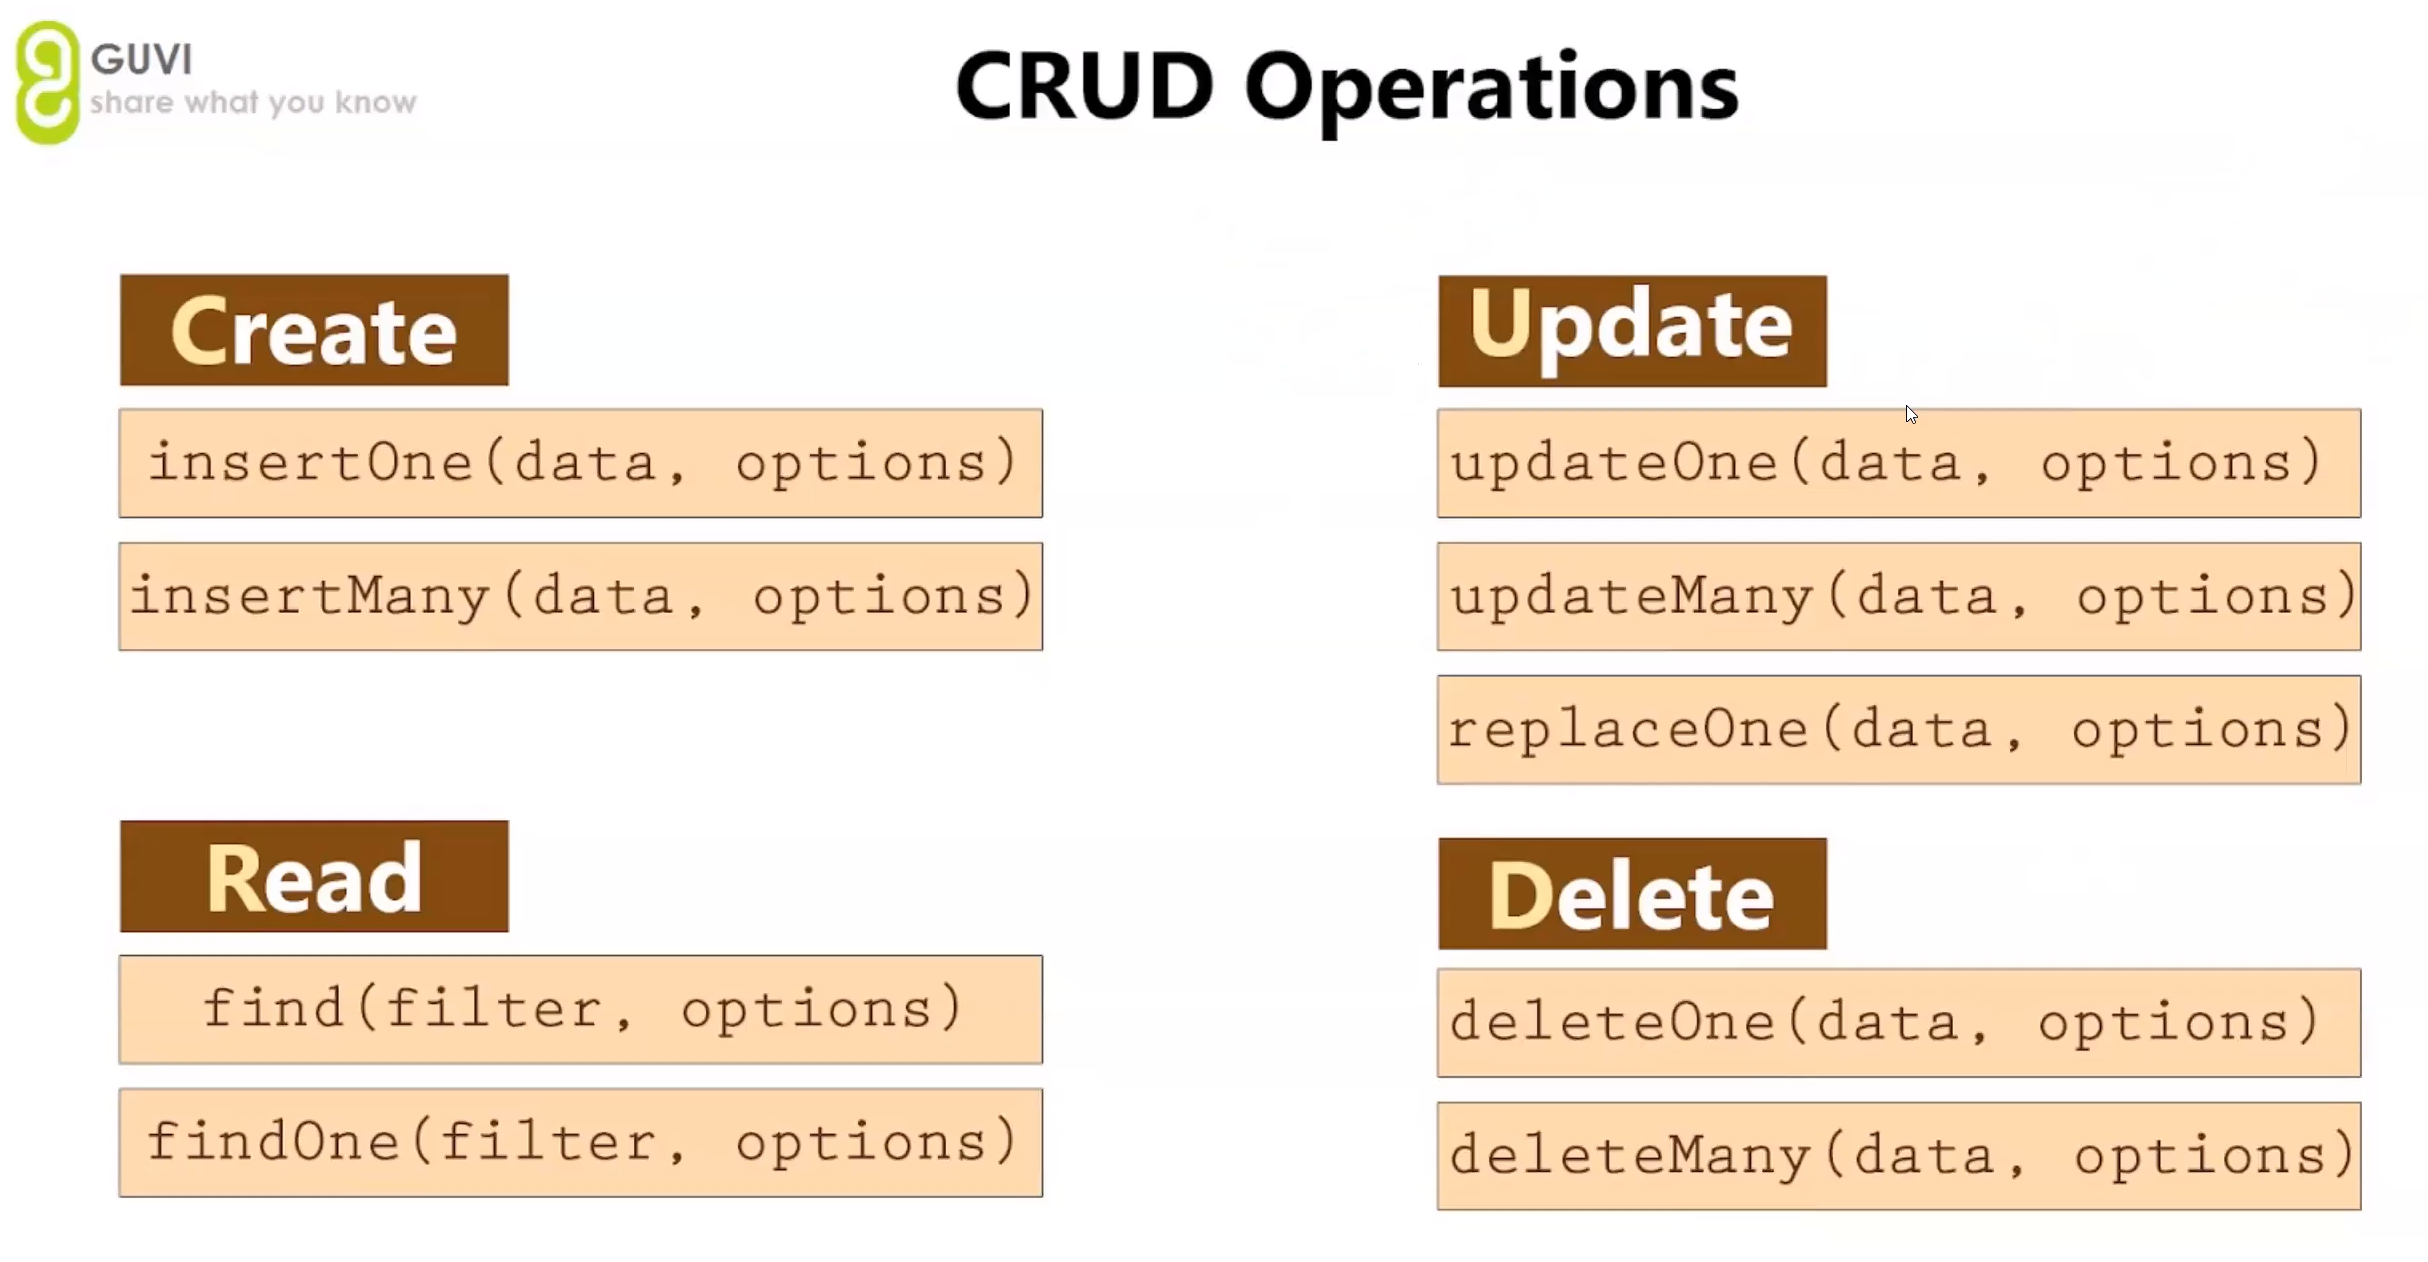 GUVI
share what you know
CRUD Operations
Create
insertOne(data, options)
insertMany(data, options)
Read
find(filter, options)
findOne(filter, options)
Update
updateOne(data, options)
updateMany(data, options)
replaceOne(data, options)
Delete
deleteOne(data, options)
deleteMany(data, options)